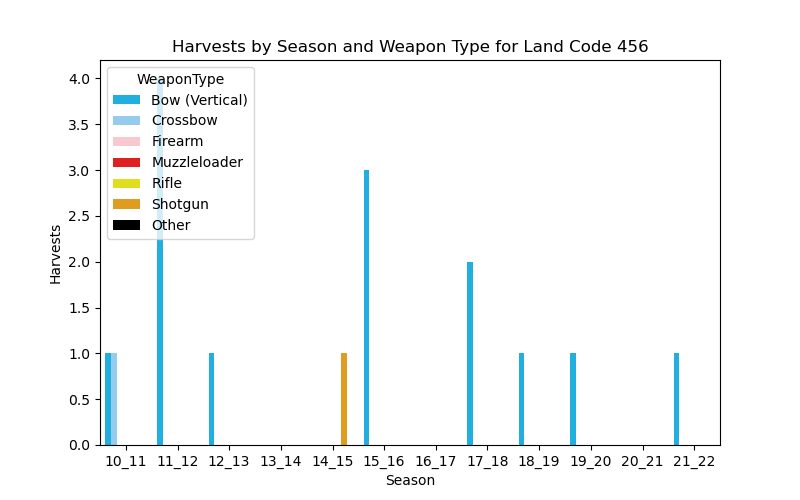 Harvests by Season and Weapon Type for Land Code 456
WeaponType
Bow (Vertical)
Crossbow
Firearm
Muzzleloader
Rifle
Shotgun
Other
4.0
3.5
3.0
2.5
2.0
1.5
1.0
0.5
0.0
Harvests
10_11 11_12 12_13 13_14 14_15 15_16 16_17 17_18 18_19 19_20 20_21 21_22
Season